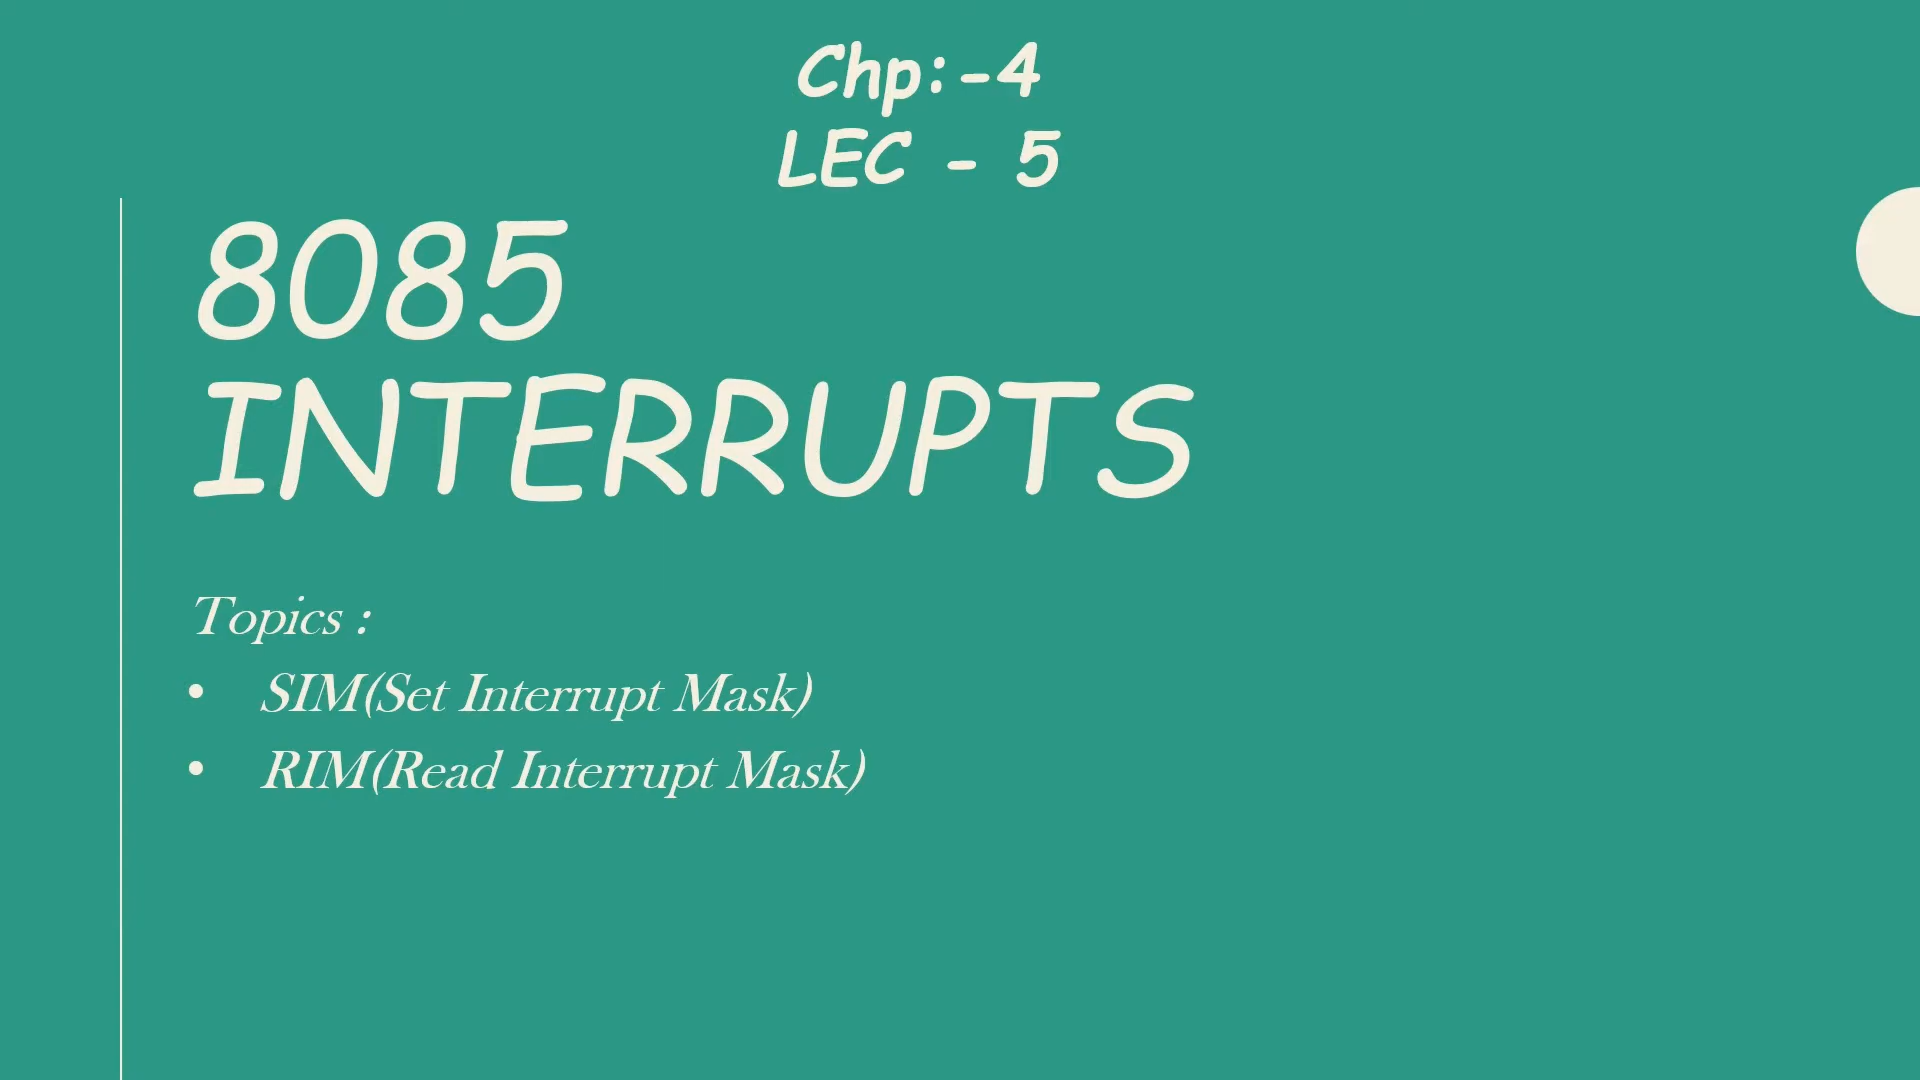 Chp:-4
LEC - 5
8085
INTERRUPTS
Topics :
• SIM(Set Interrupt Mask)
• RIM(Read Interrupt Mask)